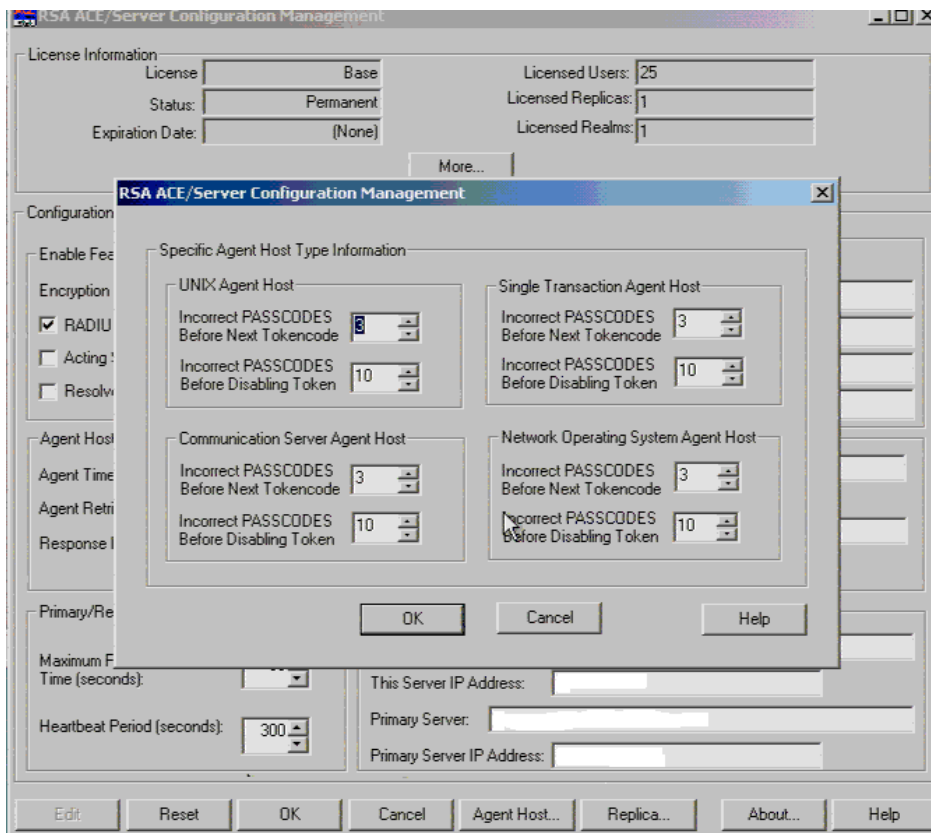 RSA ACE/Server Configuration Management
License Information
License Base
Status: Permanent
Expiration Date: (None)
Licensed Users: 25
Licensed Replicas: 1
Licensed Realms: 1
More...
RSA ACE/Server Configuration Management
Configuration
Enable Fea
Encryption
RADIU
Acting
Resolv
Specific Agent Host Type Information
UNIX Agent Host
Incorrect PASSCODES
Before Next Tokencode 3
Incorrect PASSCODES
Before Disabling Token 10
Single Transaction Agent Host
Incorrect PASSCODES
Before Next Tokencode 3
Incorrect PASSCODES
Before Disabling Token 10
Communication Server Agent Host
Incorrect PASSCODES
Before Next Tokencode 3
Incorrect PASSCODES
Before Disabling Token 10
Network Operating System Agent Host
Incorrect PASSCODES
Before Next Tokencode 3
Incorrect PASSCODES
Before Disabling Token 10
OK Cancel Help
Agent Host
Agent Time
Agent Retri
Response
Primary/Re
Maximum F
Time (seconds):
Heartbeat Period (seconds): 300
This Server IP Address:
Primary Server:
Primary Server IP Address:
Edit Reset OK Cancel Agent Host... Replica... About... Help